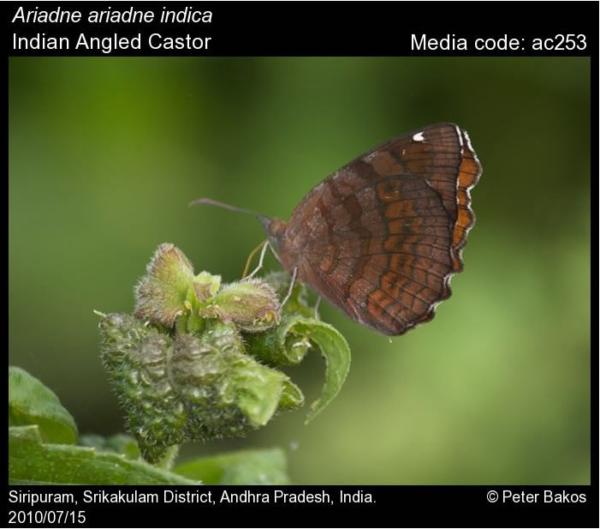 Ariadne ariadne indica
Indian Angled Castor
Media code: ac253
Siripuram, Srikakulam District, Andhra Pradesh, India.
© Peter Bakos
2010/07/15